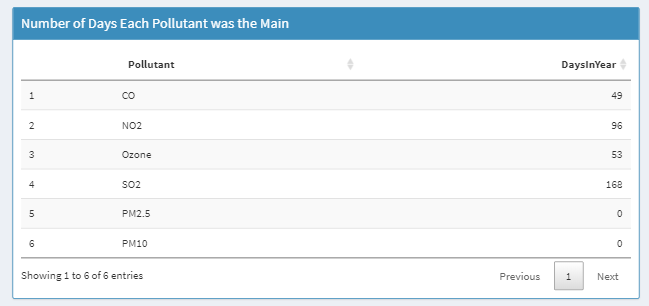 Number of Days Each Pollutant was the Main
Pollutant DaysInYear
1 CO 49
2 NO2 96
3 Ozone 53
4 SO2 168
5 PM2.5 0
6 PM10 0
Showing 1 to 6 of 6 entries Previous 1 Next